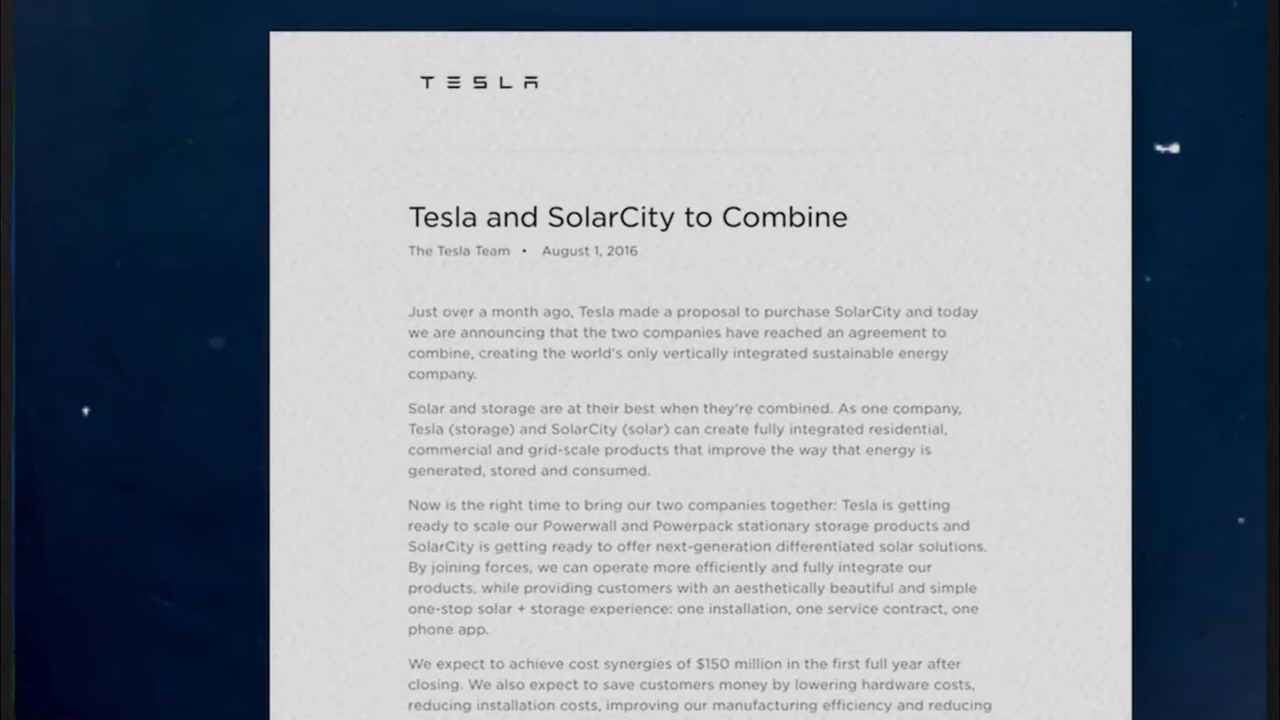 TESLA
Tesla and SolarCity to Combine
The Tesla Team • August 1, 2016
Just over a month ago, Tesla made a proposal to purchase SolarCity and today
we are announcing that the two companies have reached an agreement to
combine, creating the world's only vertically integrated sustainable energy
company.
Solar and storage are at their best when they're combined. As one company,
Tesla (storage) and SolarCity (solar) can create fully integrated residential,
commercial and grid-scale products that improve the way that energy is
generated, stored and consumed.
Now is the right time to bring our two companies together: Tesla is getting
ready to scale our Powerwall and Powerpack stationary storage products and
SolarCity is getting ready to offer next-generation differentiated solar solutions.
By joining forces, we can operate more efficiently and fully integrate our
products, while providing customers with an aesthetically beautiful and simple
one-stop solar + storage experience: one installation, one service contract, one
phone app.
We expect to achieve cost synergies of $150 million in the first full year after
closing. We also expect to save customers money by lowering hardware costs,
reducing installation costs, improving our manufacturing efficiency and reducing